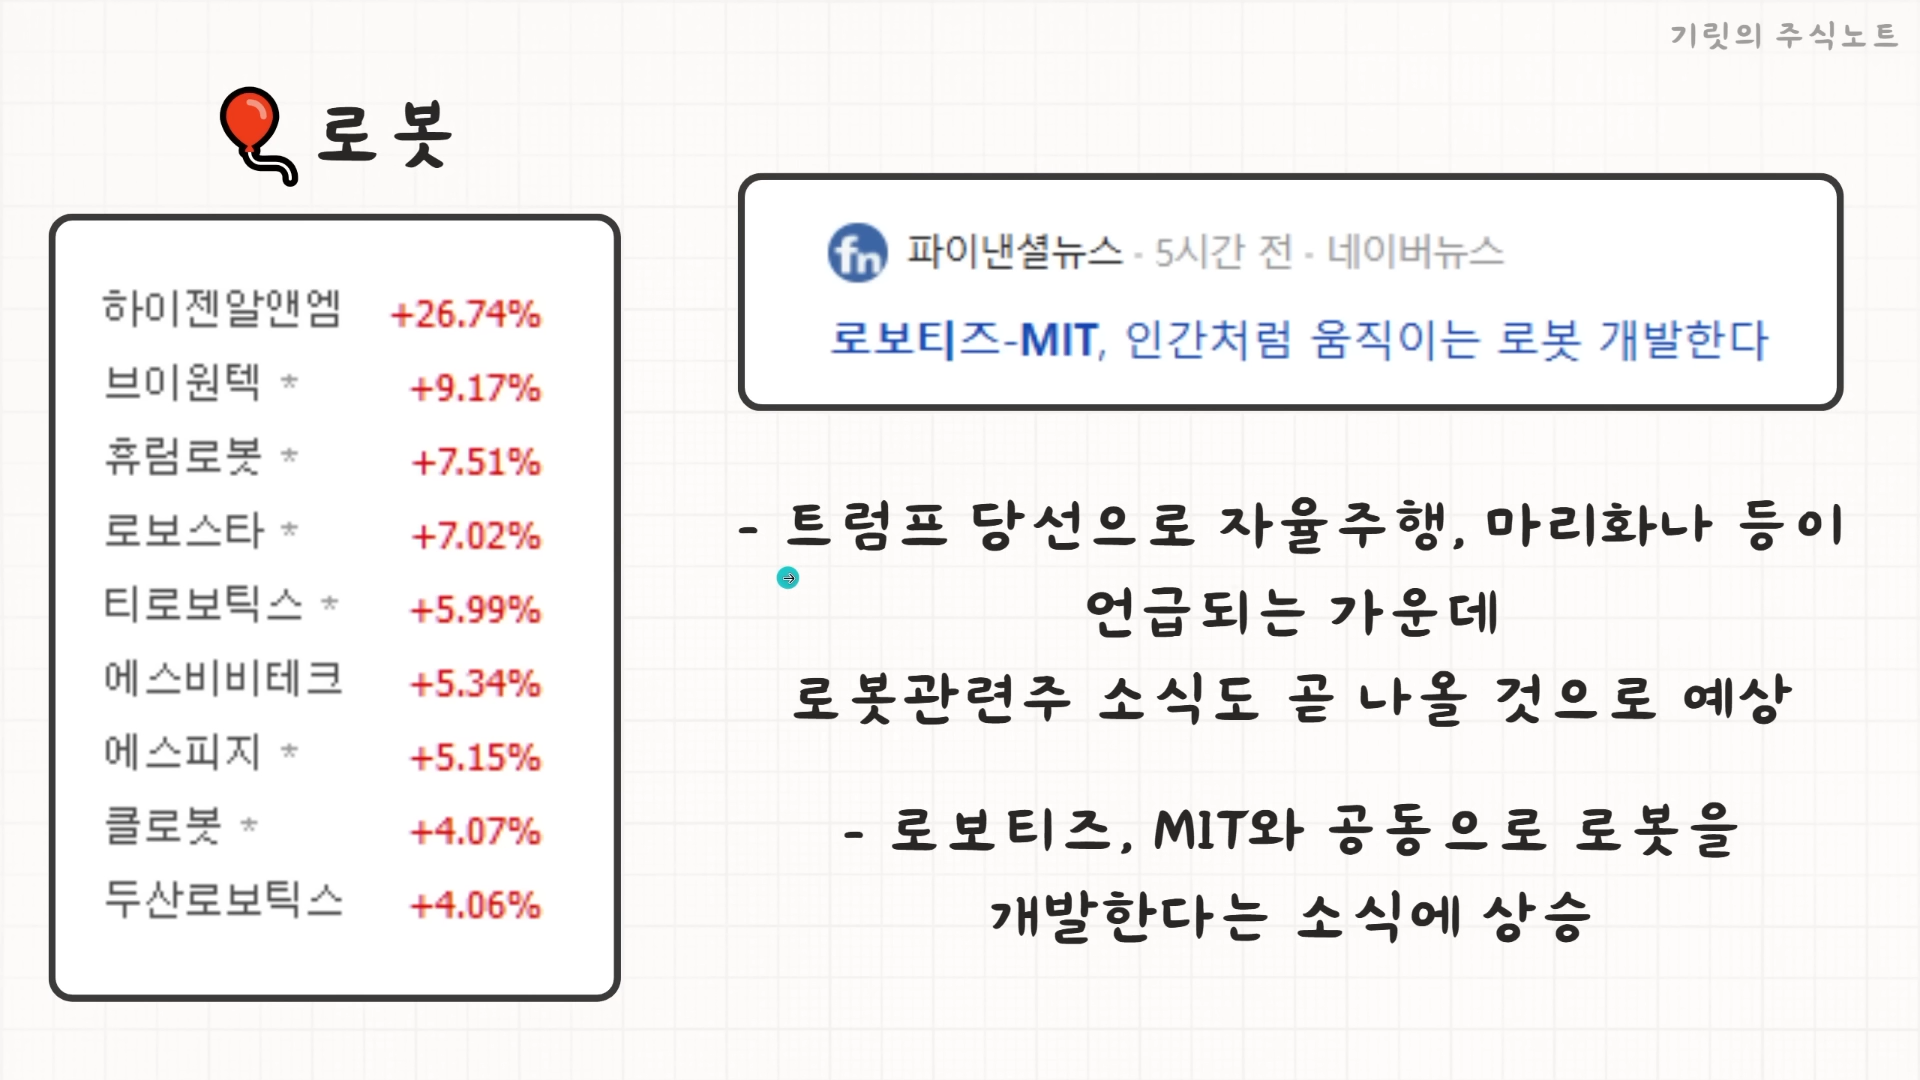 기릿의 주식노트
로봇
하이젠알앤엠 +26.74%
브이원텍 * +9.17%
휴림로봇 * +7.51%
로보스타 * +7.02%
티로보틱스 * +5.99%
에스비비테크 +5.34%
에스피지 * +5.15%
클로봇 * +4.07%
두산로보틱스 +4.06%
fn 파이낸셜뉴스 - 5시간 전 - 네이버뉴스
로보티즈-MIT, 인간처럼 움직이는 로봇 개발한다
- 트럼프 당선으로 자율주행, 마리화나 등이
언급되는 가운데
로봇관련주 소식도 곧 나올 것으로 예상
- 로보티즈, MIT와 공동으로 로봇을
개발한다는 소식에 상승